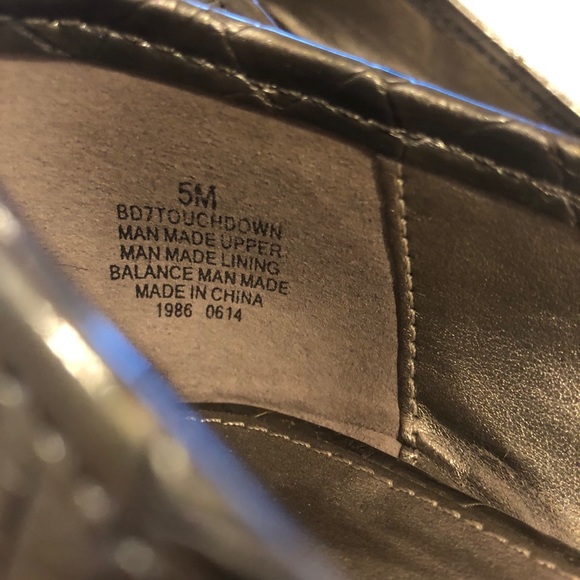 5M
BD7TOUCHDOWN
MAN MADE UPPER
MAN MADE LINING
BALANCE MAN MADE
MADE IN CHINA
1986 0614